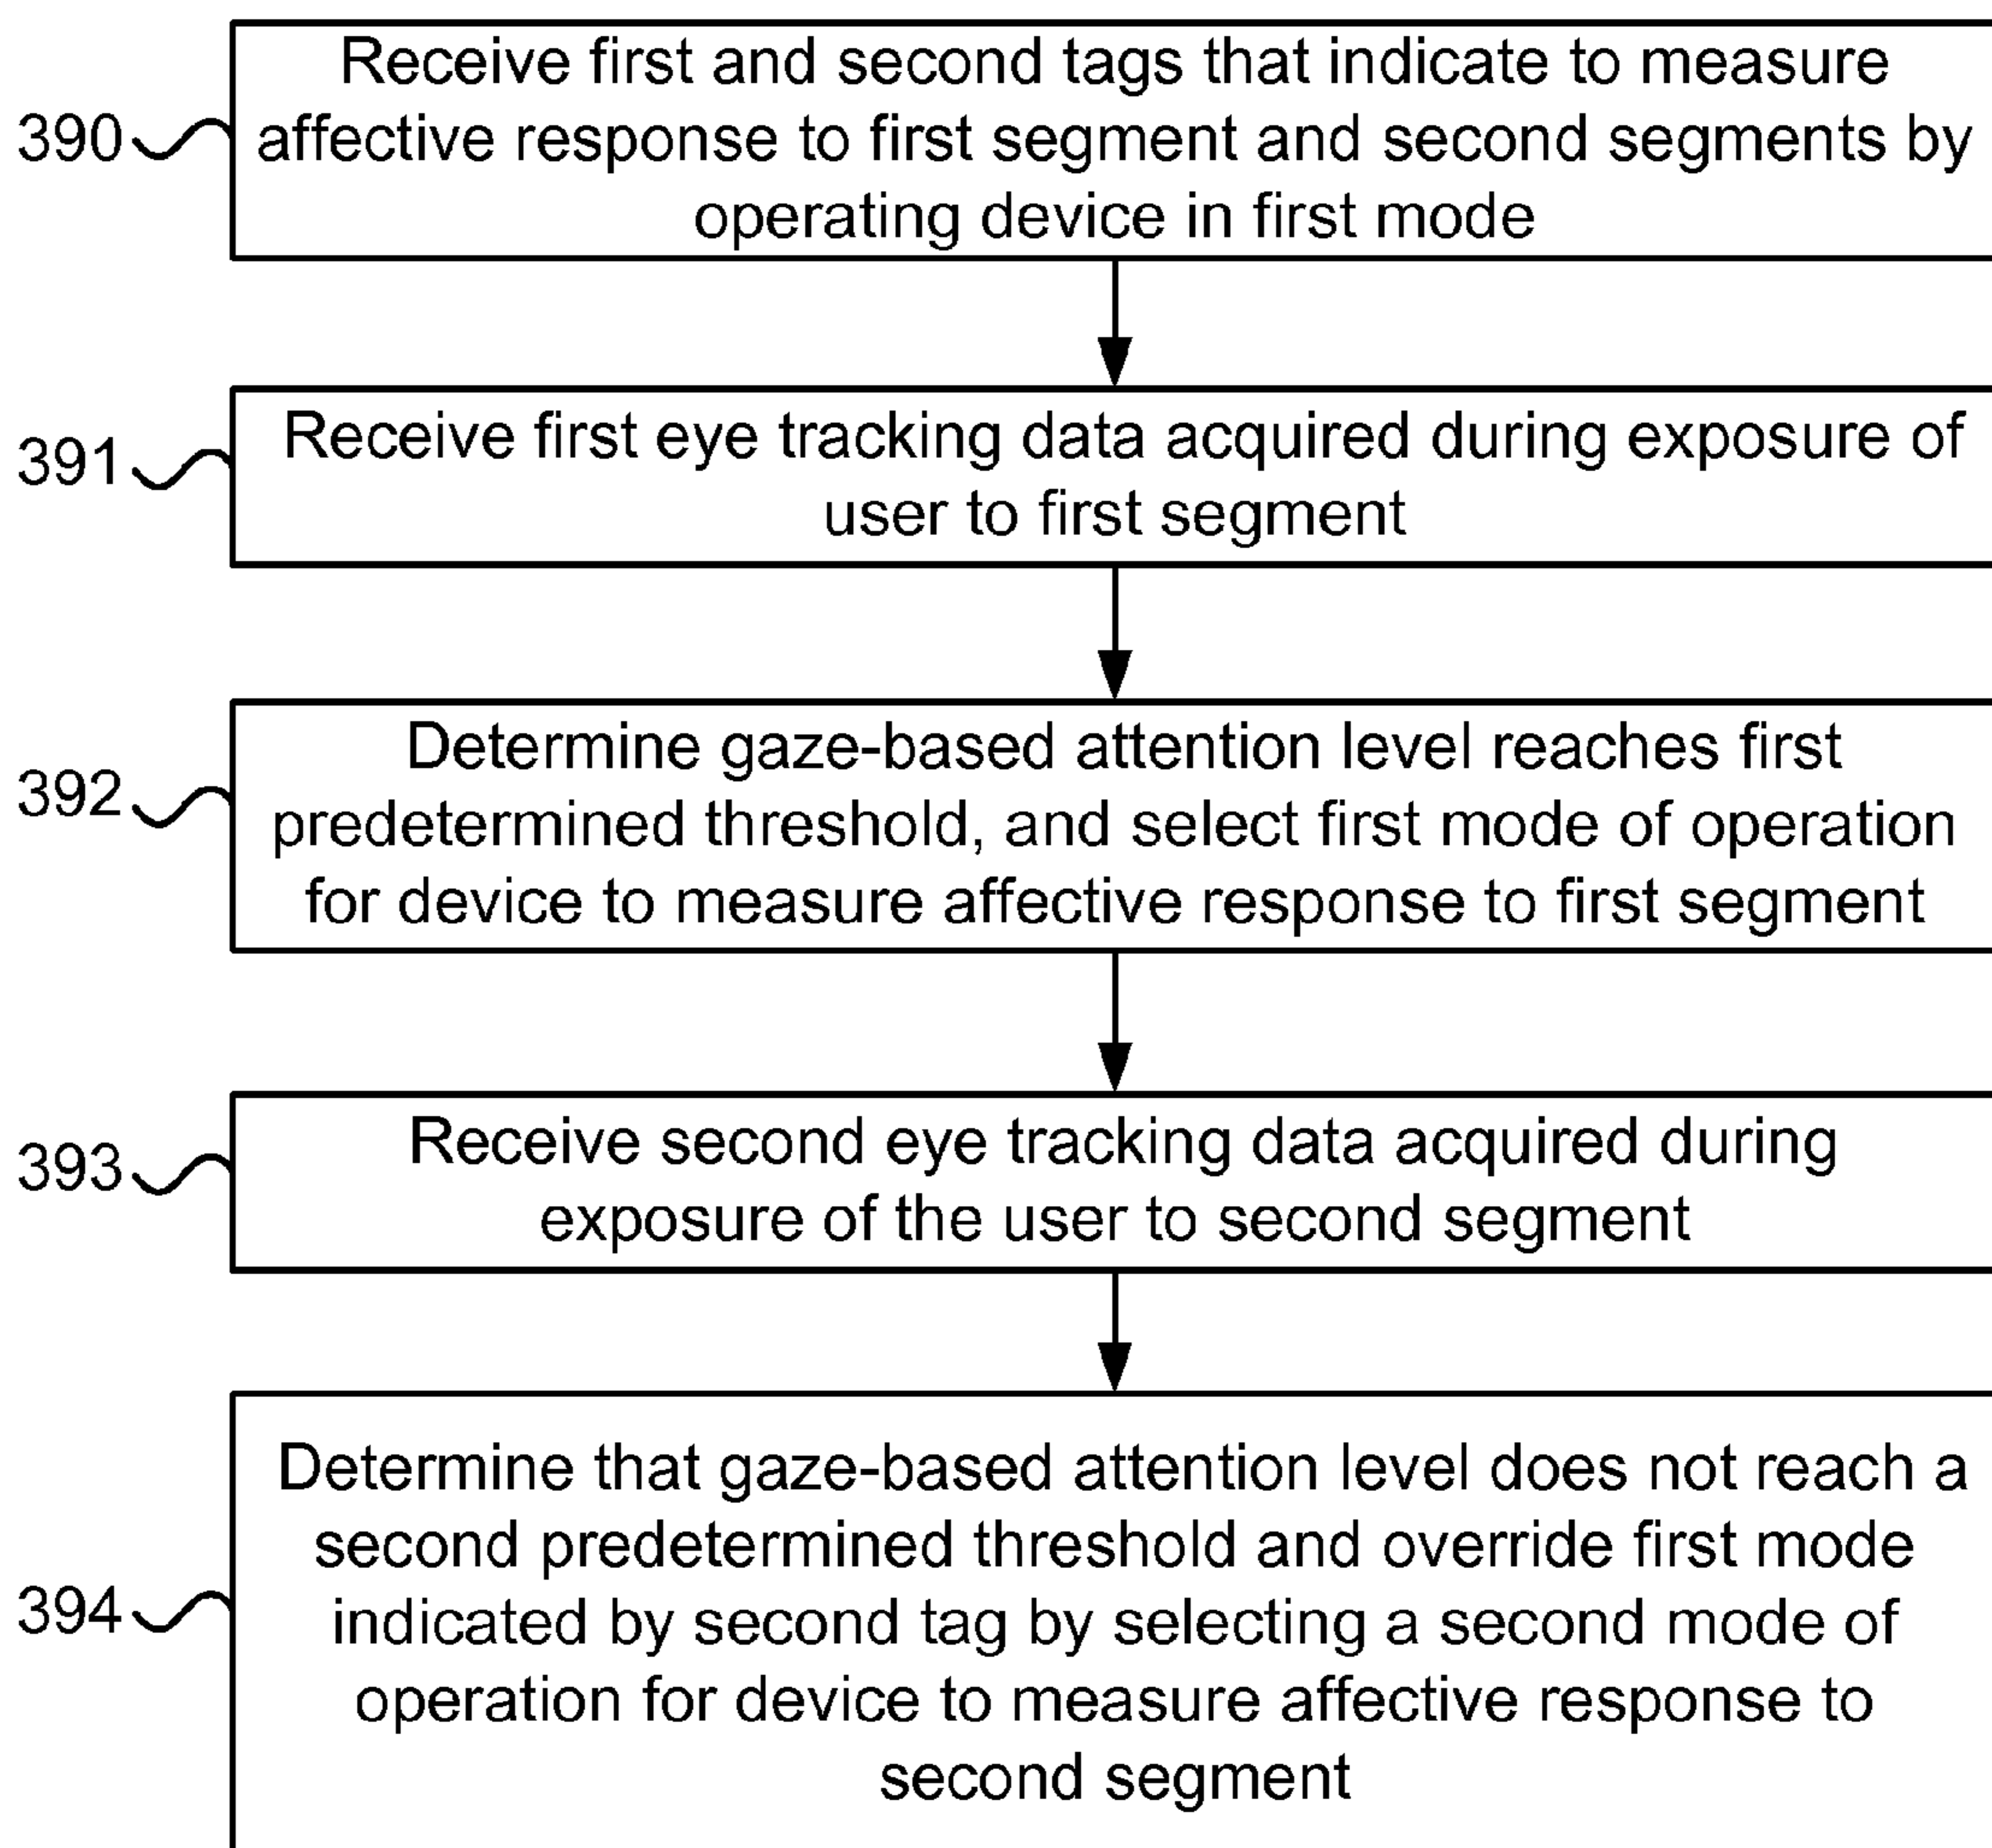 Receive first and second tags that indicate to measure
390
affective response to first segment and second segments by
operating device in first mode
Receive first eye tracking data acquired during exposure of
391
user to first segment
Determine gaze-based attention level reaches first
392
predetermined threshold, and select first mode of operation
for device to measure affective response to first segment
Receive second eye tracking data acquired during
393
exposure of the user to second segment
Determine that gaze-based attention level does not reach a
second predetermined threshold and override first mode
394
indicated by second tag by selecting a second mode of
operation for device to measure affective response to
second segment